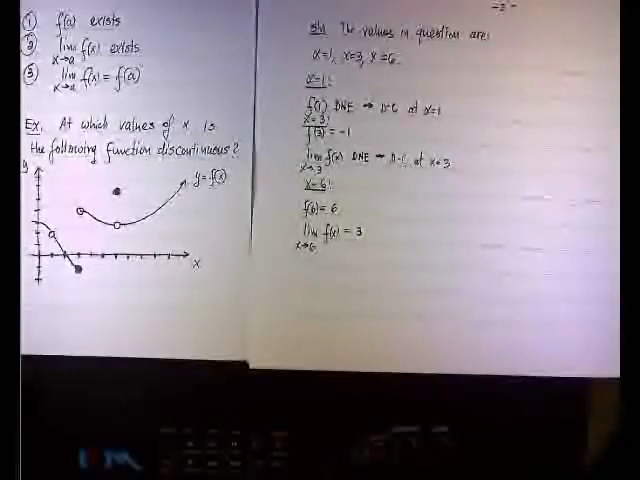 ① f(a) exists
② lim f(x) exists
x→a
③ lim f(x) = f(a)
x→a
Ex. At which values of x is
the following function discontinuous?
y
y = f(x)
x
Soln The values in question are:
x=1, x=3, x=6.
x=1:
f(1) DNE ⇒ D-C at x=1
x=3:
f(3) = -1
lim f(x) DNE ⇒ D-C at x=3
x→3
x=6:
f(6) = 6
lim f(x) = 3
x→6